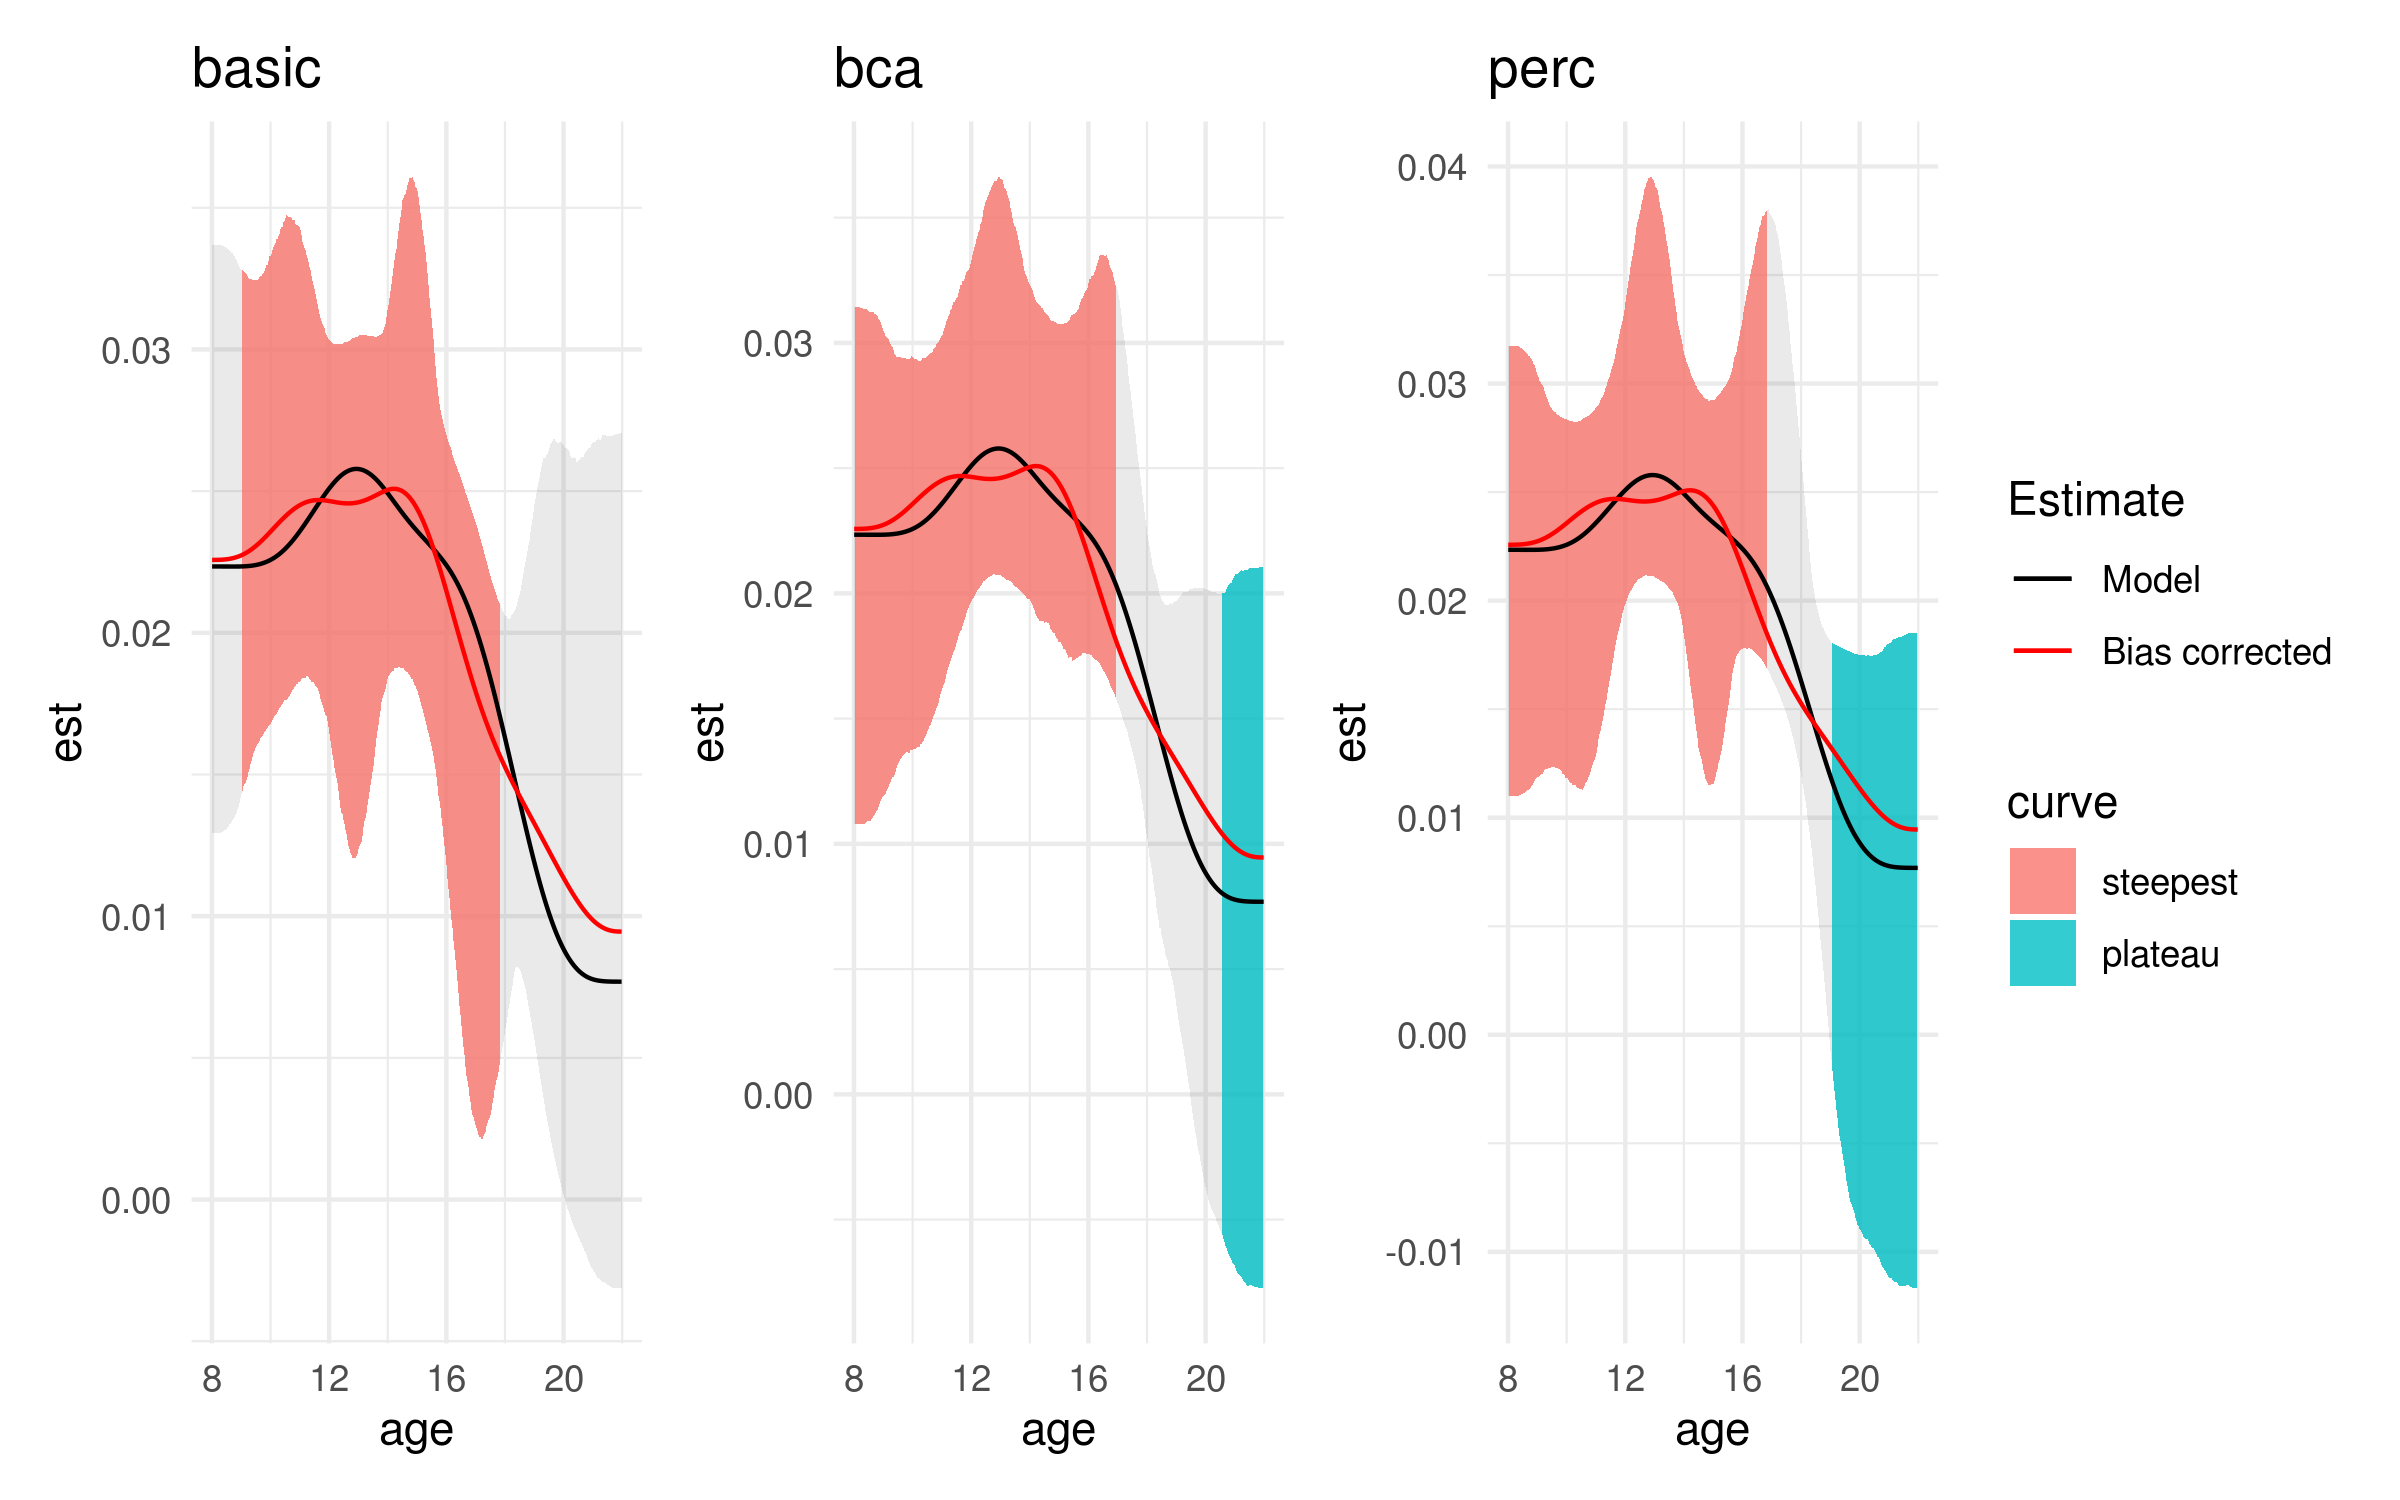 basic
bca
perc
0.03
0.02
0.01
0.00
est
8 12 16 20
age
0.03
0.02
0.01
0.00
est
8 12 16 20
age
0.04
0.03
0.02
0.01
0.00
-0.01
est
8 12 16 20
age
Estimate
Model
Bias corrected
curve
steepest
plateau